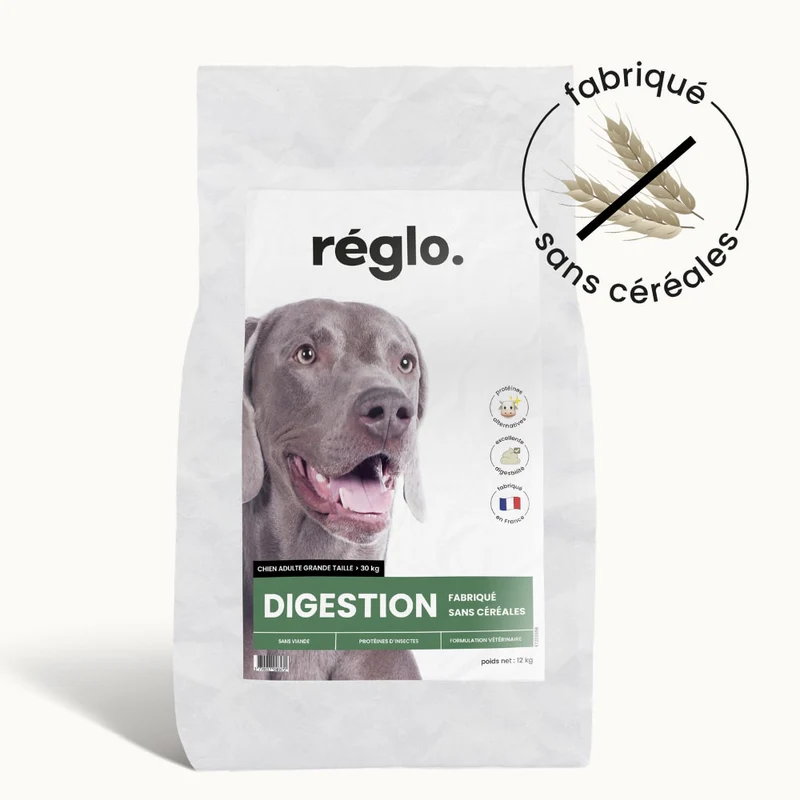 fabriqué
sans céréales
réglo.
protéines
alternatives
excellente
digestibilité
fabriqué
en France
CHIEN ADULTE GRANDE TAILLE > 30 kg
DIGESTION
FABRIQUÉ
SANS CÉRÉALES
SANS VIANDE
PROTÉINES D'INSECTES
FORMULATION VÉTÉRINAIRE
poids net : 12 kg